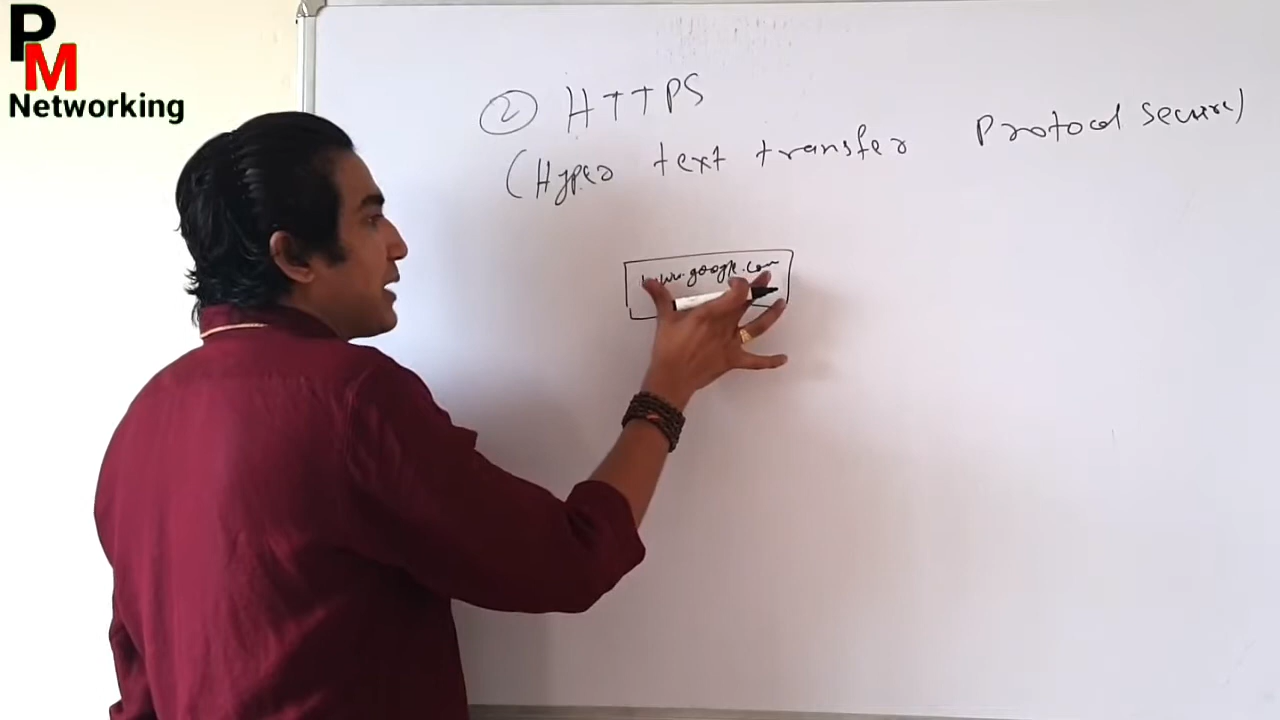 PM
Networking
2 HTTPS
(Hyper text transfer Protocol Secure)
www.google.com